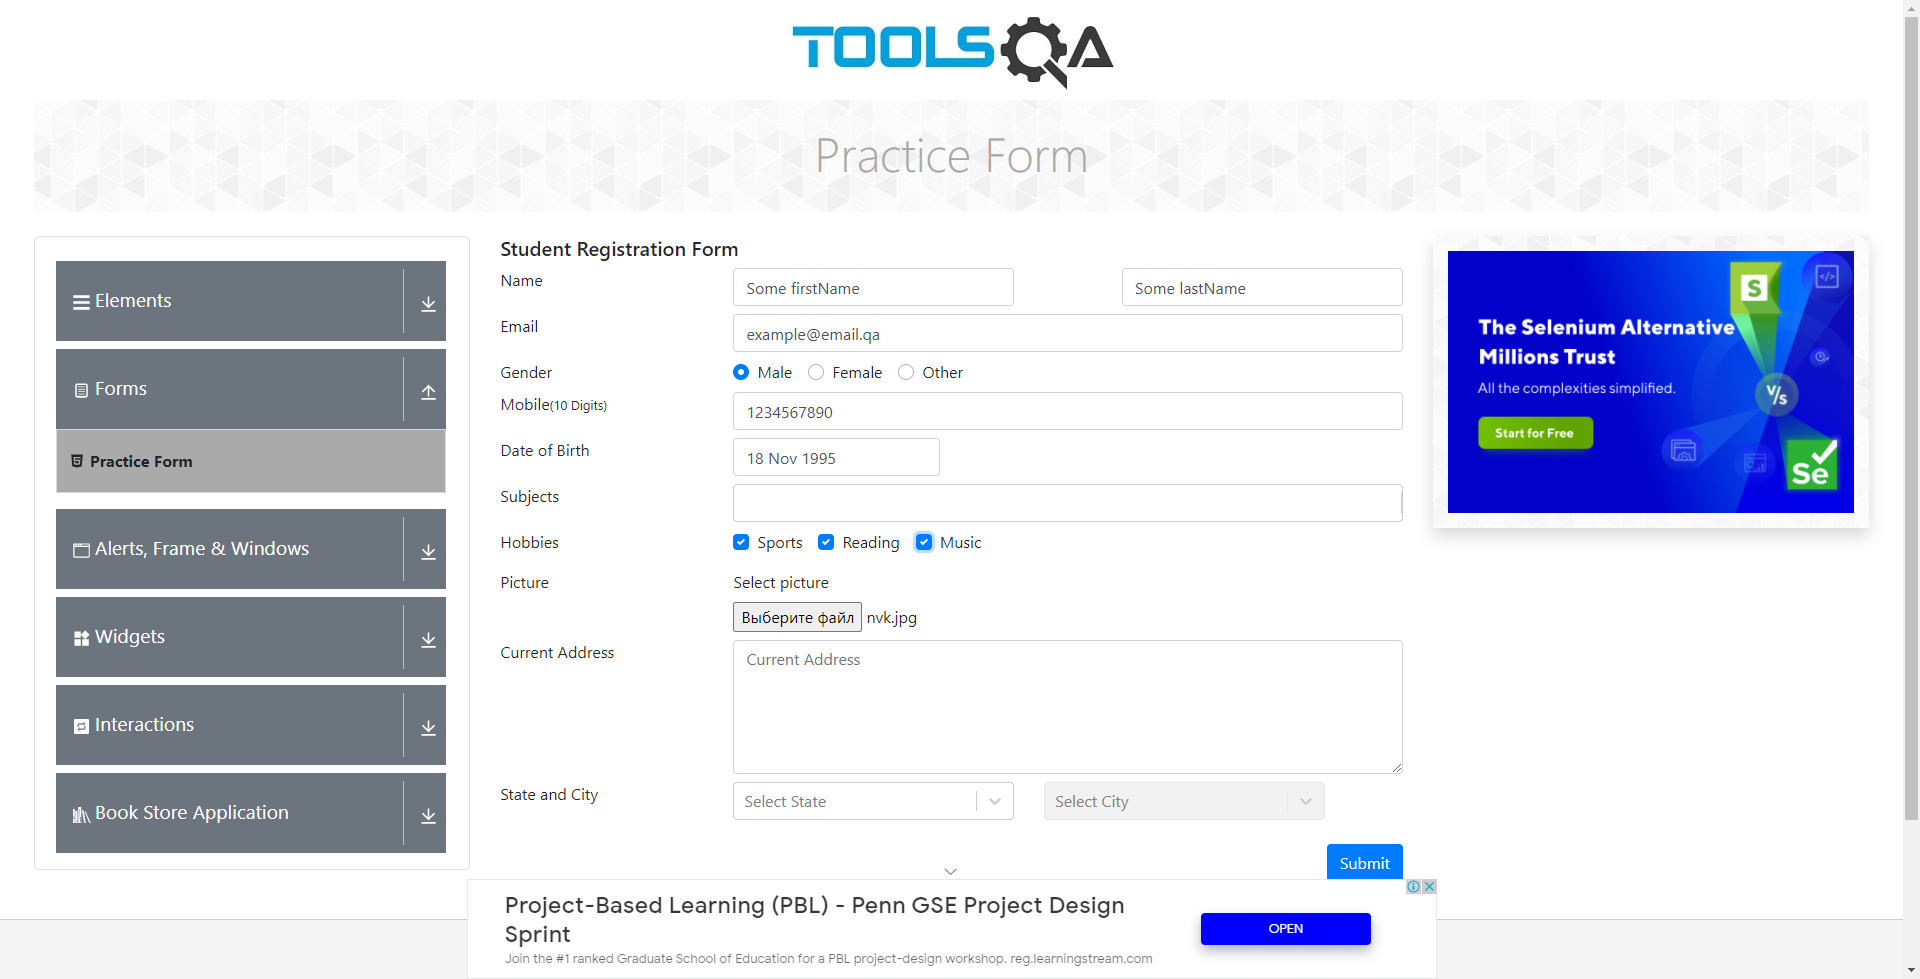 TOOLSQA
Practice Form
Elements
Forms
Practice Form
Alerts, Frame & Windows
Widgets
Interactions
Book Store Application
Student Registration Form
Name
Some firstName
Some lastName
Email
example@email.qa
Gender
Male
Female
Other
Mobile(10 Digits)
1234567890
Date of Birth
18 Nov 1995
Subjects
Hobbies
Sports
Reading
Music
Picture
Select picture
Выберите файл nvk.jpg
Current Address
Current Address
State and City
Select State
Select City
Submit
The Selenium Alternative
Millions Trust
All the complexities simplified.
Start for Free
S
</>
V/s
Se
Project-Based Learning (PBL) - Penn GSE Project Design
Sprint
Join the #1 ranked Graduate School of Education for a PBL project-design workshop. reg.learningstream.com
OPEN